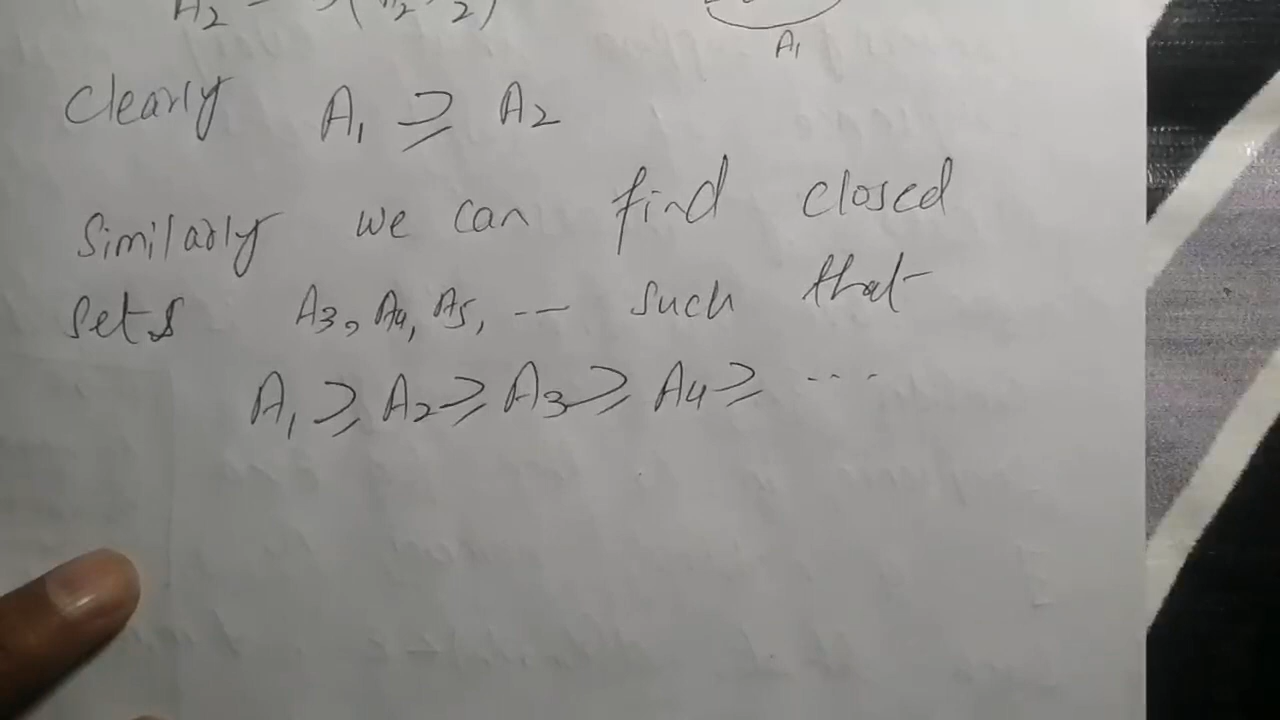 A₁
Clearly A₁ ⊇ A₂
Similarly we can find closed
sets A₃, A₄, A₅, -- such that
A₁ ⊇ A₂ ⊇ A₃ ⊇ A₄ ⊇ ...